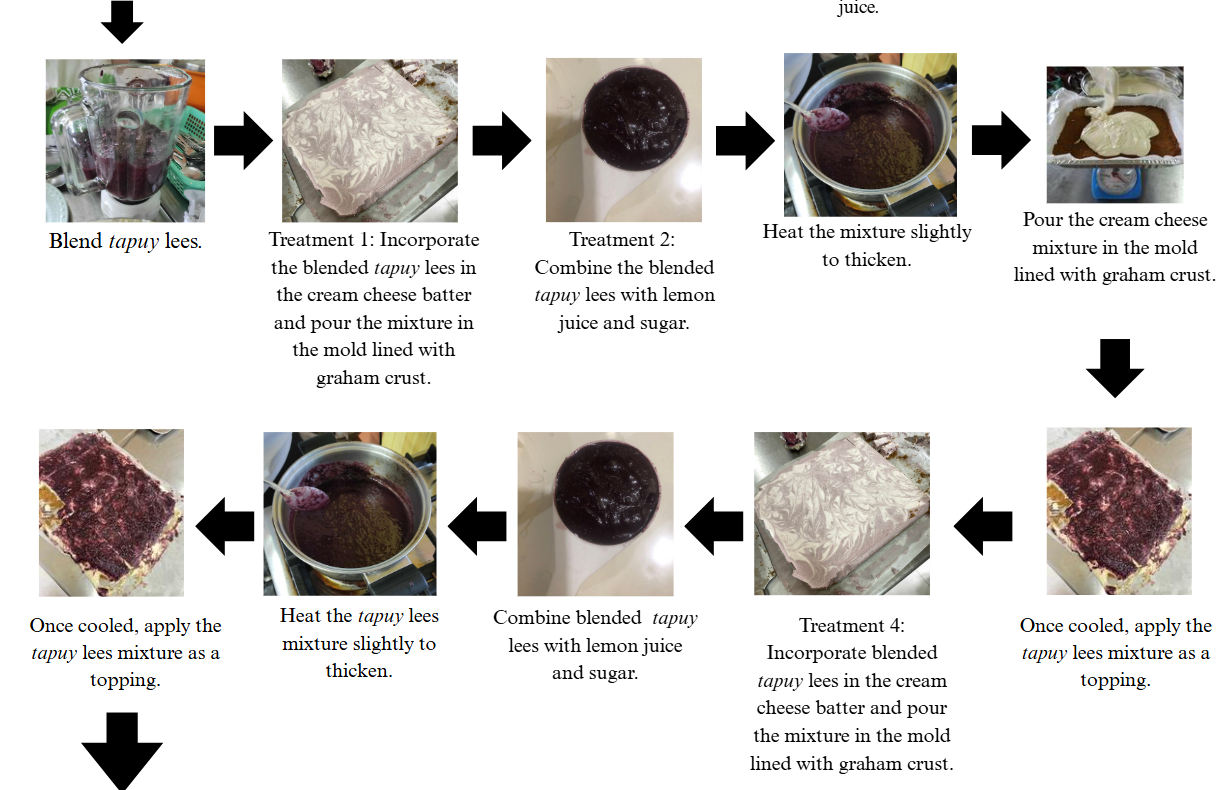 juice.
Blend tapuy lees.
Treatment 1: Incorporate
the blended tapuy lees in
the cream cheese batter
and pour the mixture in
the mold lined with
graham crust.
Treatment 2:
Combine the blended
tapuy lees with lemon
juice and sugar.
Heat the mixture slightly
to thicken.
Pour the cream cheese
mixture in the mold
lined with graham crust.
Once cooled, apply the
tapuy lees mixture as a
topping.
Treatment 4:
Incorporate blended
tapuy lees in the cream
cheese batter and pour
the mixture in the mold
lined with graham crust.
Combine blended tapuy
lees with lemon juice
and sugar.
Heat the tapuy lees
mixture slightly to
thicken.
Once cooled, apply the
tapuy lees mixture as a
topping.